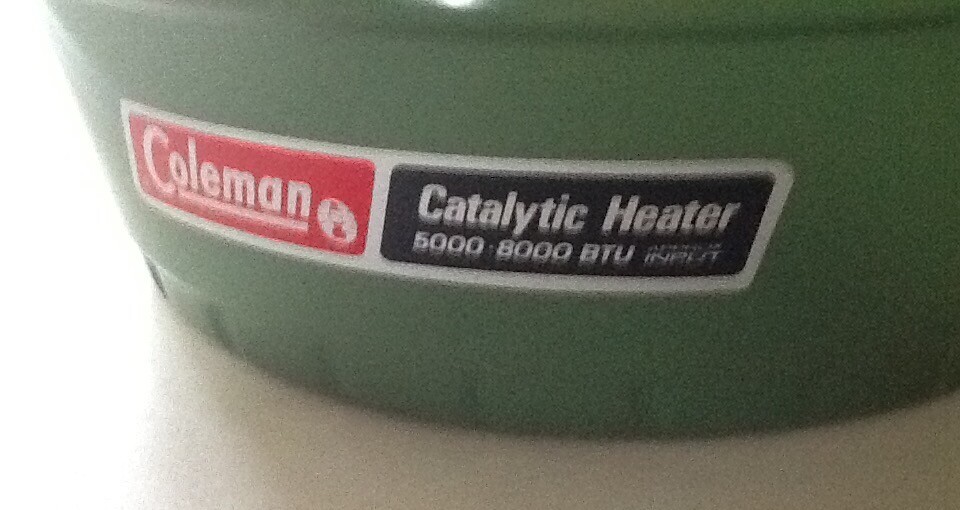 Coleman
Catalytic Heater
5000-8000 BTU INPUT